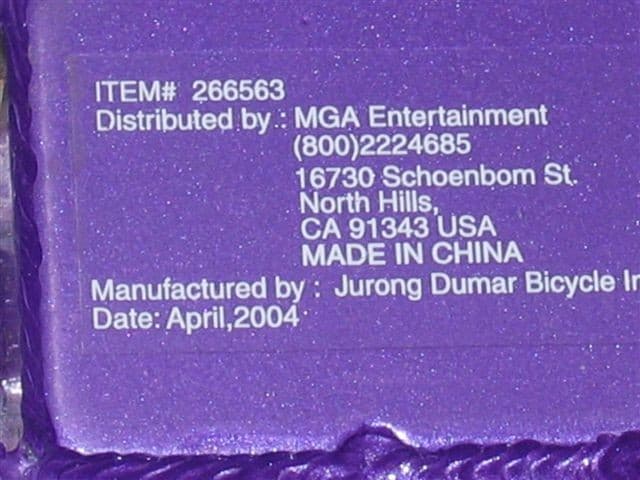 ITEM# 266563
Distributed by : MGA Entertainment
(800)2224685
16730 Schoenborn St.
North Hills,
CA 91343 USA
MADE IN CHINA
Manufactured by : Jurong Dumar Bicycle
Date: April,2004